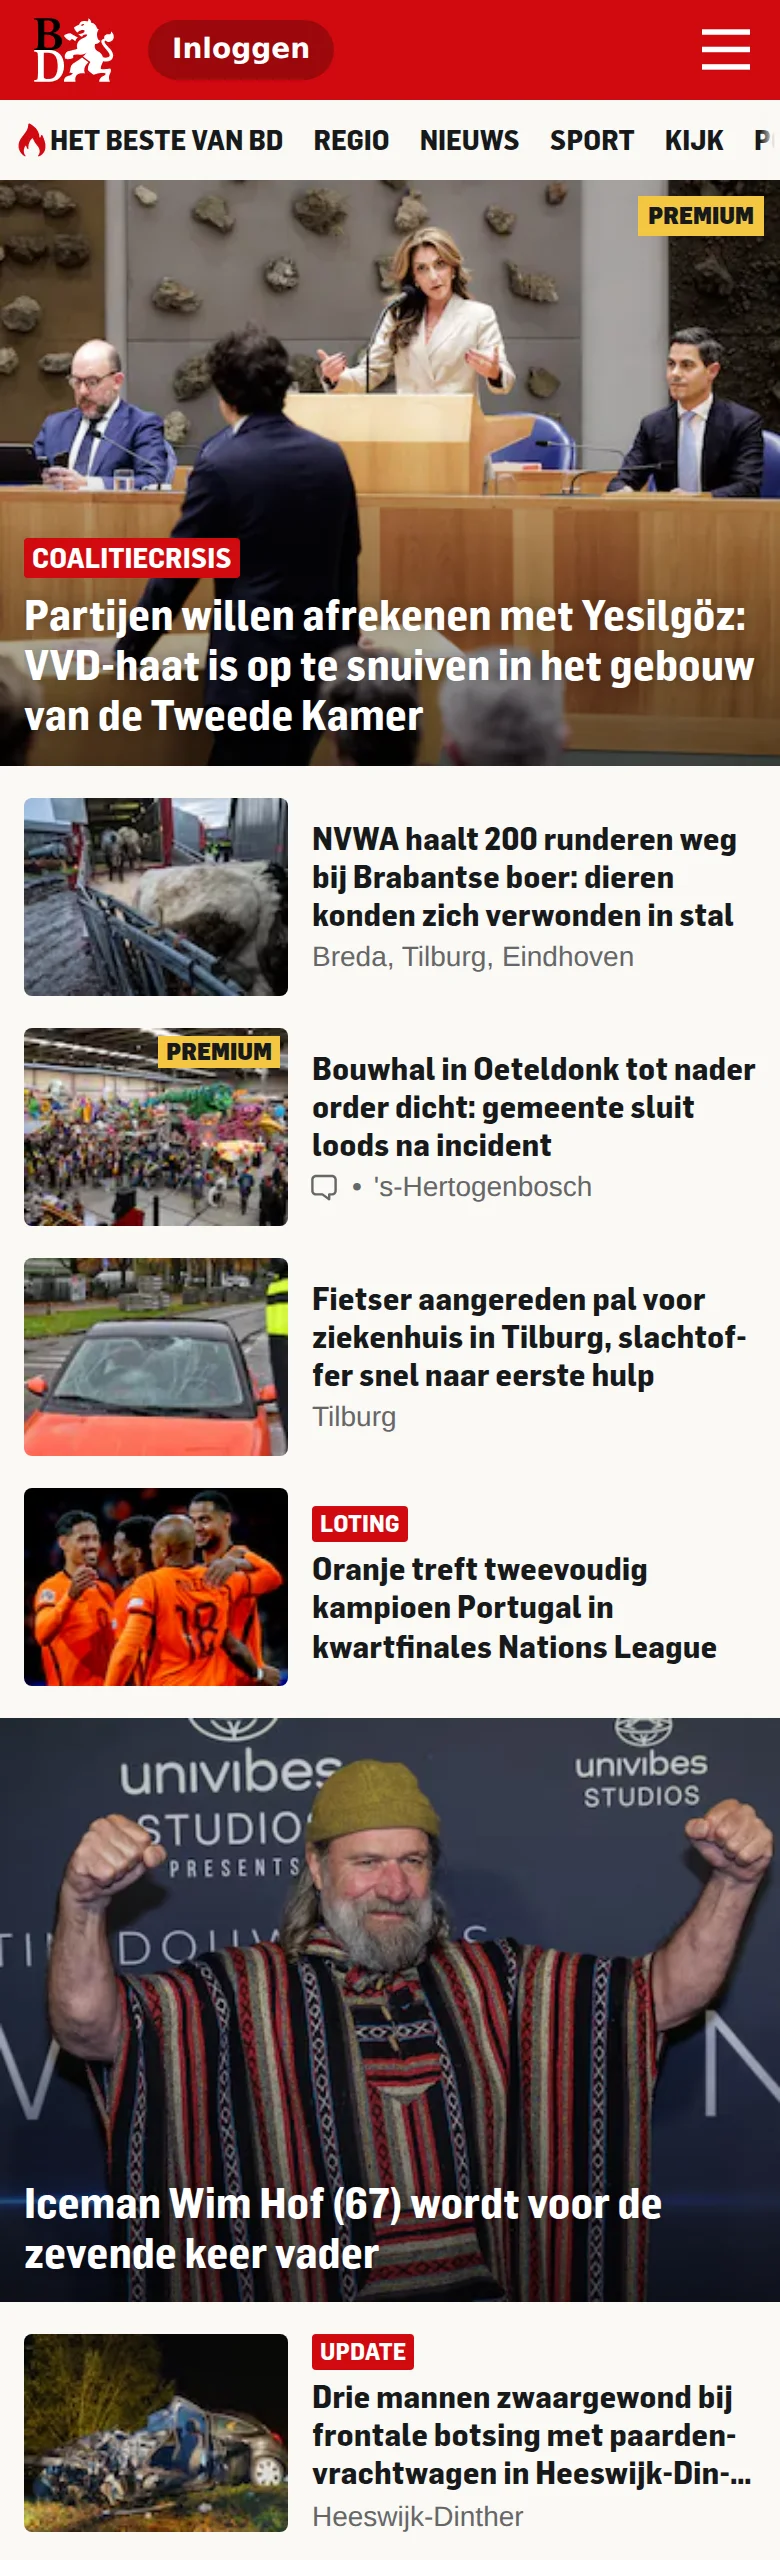 B
D
Inloggen
HET BESTE VAN BD REGIO NIEUWS SPORT KIJK
PREMIUM
COALITIECRISIS
Partijen willen afrekenen met Yesilgöz:
VVD-haat is op te snuiven in het gebouw
van de Tweede Kamer
NVWA haalt 200 runderen weg
bij Brabantse boer: dieren
konden zich verwonden in stal
Breda, Tilburg, Eindhoven
PREMIUM
Bouwhal in Oeteldonk tot nader
order dicht: gemeente sluit
loods na incident
• 's-Hertogenbosch
Fietser aangereden pal voor
ziekenhuis in Tilburg, slachtof-
fer snel naar eerste hulp
Tilburg
18
LOTING
Oranje treft tweevoudig
kampioen Portugal in
kwartfinales Nations League
univibes
STUDIO
PRESENTS
univibes
STUDIOS
Iceman Wim Hof (67) wordt voor de
zevende keer vader
UPDATE
Drie mannen zwaargewond bij
frontale botsing met paarden-
vrachtwagen in Heeswijk-Din-...
Heeswijk-Dinther